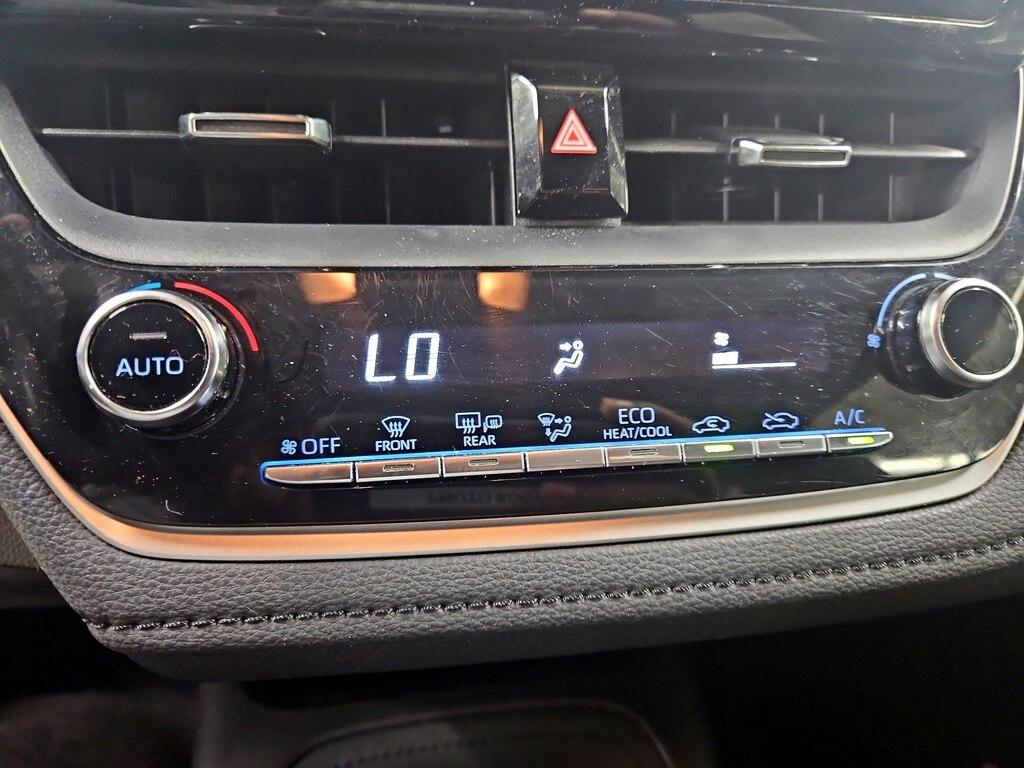 AUTO
LO
OFF
FRONT
REAR
ECO
HEAT/COOL
A/C